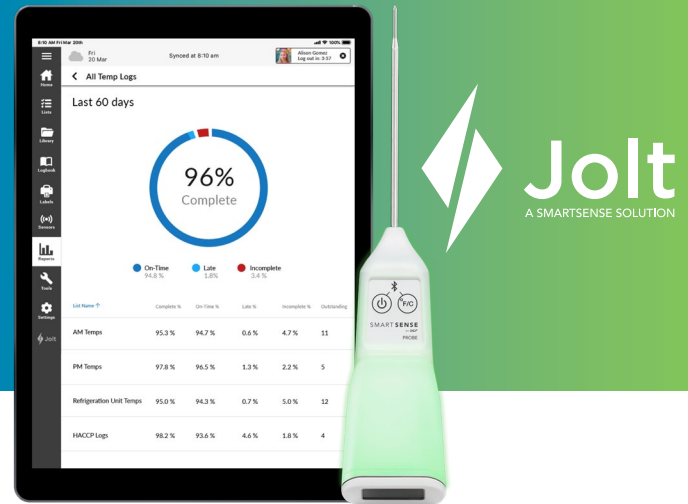 8:10 AM Fri Mar 20th
100%
Fri
20 Mar
Synced at 8:10 am
Alison Gomez
Log out in: 3:57
Home
Lists
Library
Logbook
Labels
Sensors
Reports
Tools
Settings
Jolt
All Temp Logs
Last 60 days
96%
Complete
On-Time
94.8 %
Late
1.8%
Incomplete
3.4 %
List Name Complete % On-Time % Late % Incomplete % Outstanding
AM Temps 95.3 % 94.7 % 0.6 % 4.7 % 11
PM Temps 97.8 % 96.5 % 1.3 % 2.2 % 5
Refrigeration Unit Temps 95.0 % 94.3 % 0.7 % 5.0 % 12
HACCP Logs 98.2 % 93.6 % 4.6 % 1.8 % 4
°F/C
SMARTSENSE
PROBE
Jolt
A SMARTSENSE SOLUTION